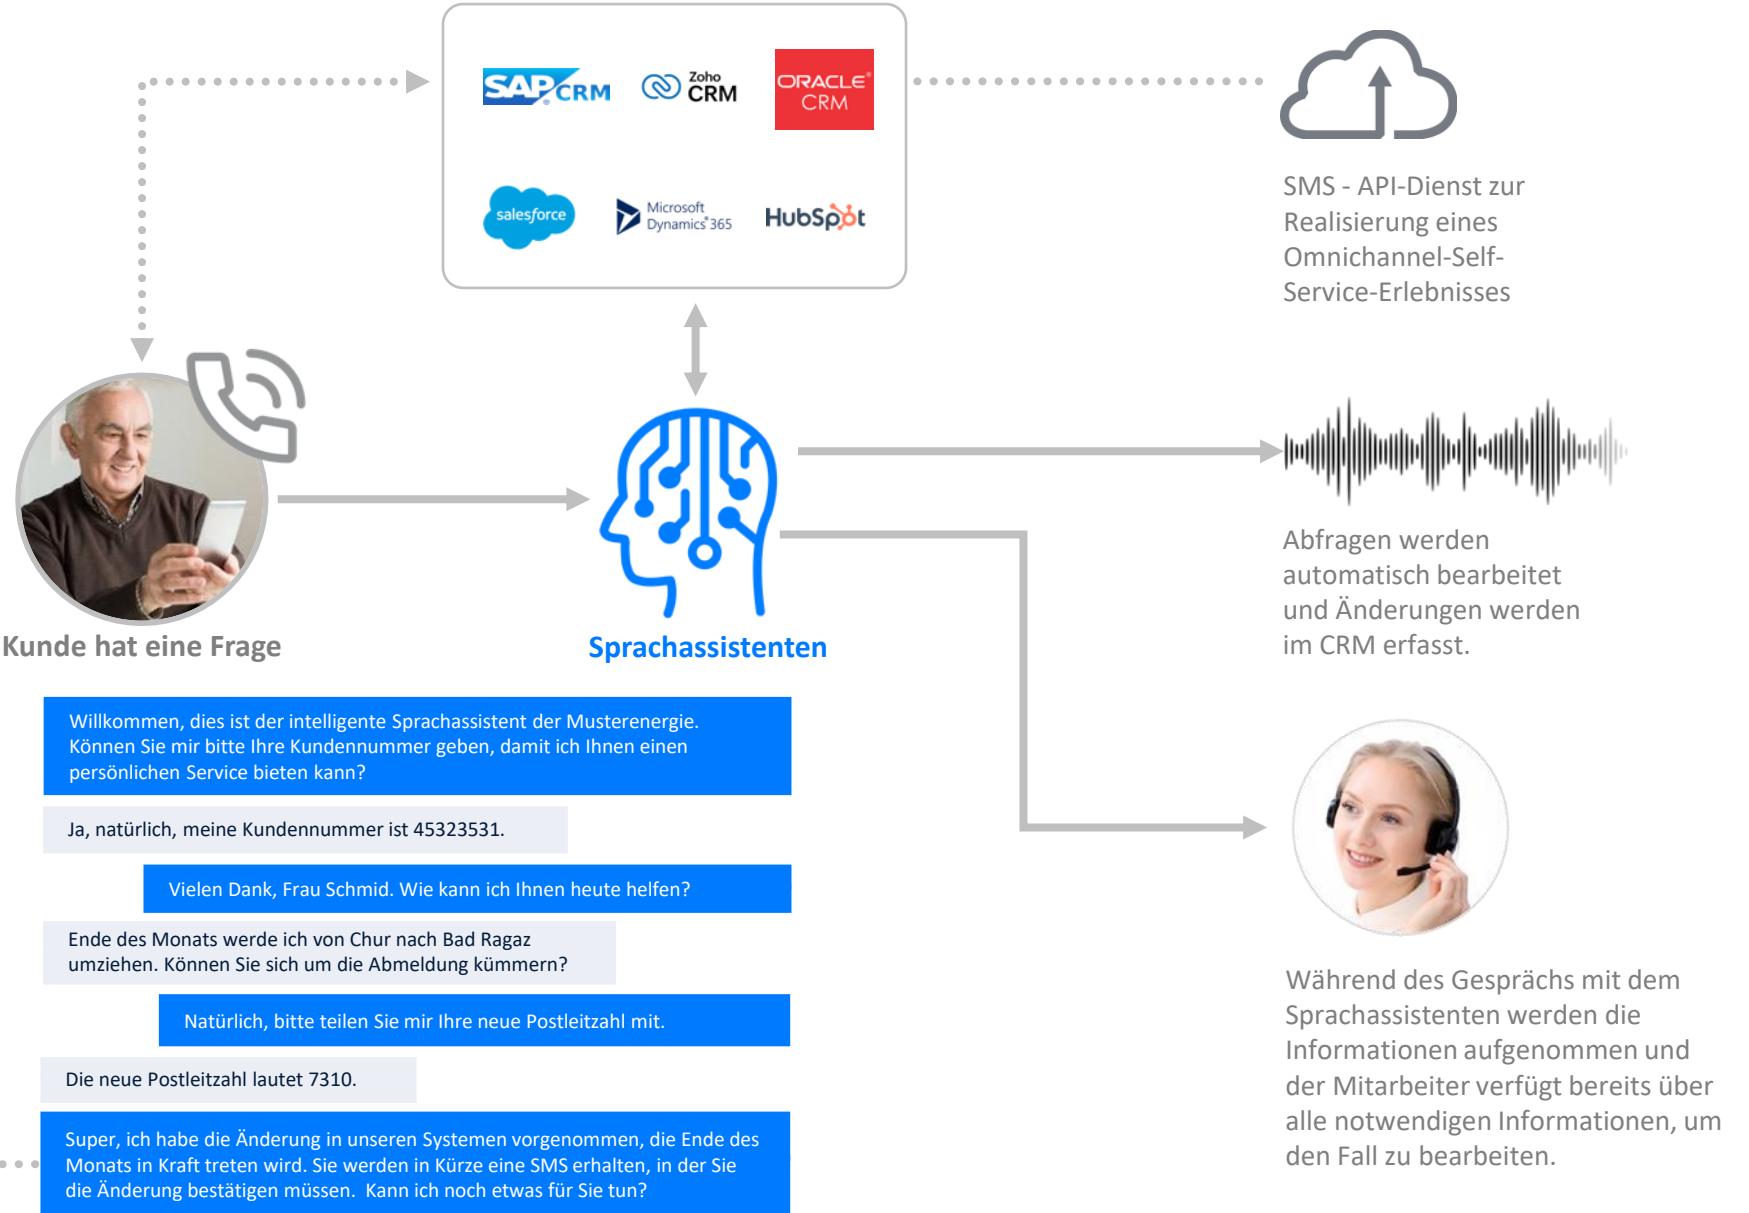 SAP CRM
Zoho
CRM
ORACLE®
CRM
salesforce
Microsoft
Dynamics® 365
HubSpot
SMS - API-Dienst zur
Realisierung eines
Omnichannel-Self-
Service-Erlebnisses
Kunde hat eine Frage
Sprachassistenten
Abfragen werden
automatisch bearbeitet
und Änderungen werden
im CRM erfasst.
Willkommen, dies ist der intelligente Sprachassistent der Musterenergie.
Können Sie mir bitte Ihre Kundennummer geben, damit ich Ihnen einen
persönlichen Service bieten kann?
Ja, natürlich, meine Kundennummer ist 45323531.
Vielen Dank, Frau Schmid. Wie kann ich Ihnen heute helfen?
Ende des Monats werde ich von Chur nach Bad Ragaz
umziehen. Können Sie sich um die Abmeldung kümmern?
Natürlich, bitte teilen Sie mir Ihre neue Postleitzahl mit.
Die neue Postleitzahl lautet 7310.
Super, ich habe die Änderung in unseren Systemen vorgenommen, die Ende des
Monats in Kraft treten wird. Sie werden in Kürze eine SMS erhalten, in der Sie
die Änderung bestätigen müssen.  Kann ich noch etwas für Sie tun?
Während des Gesprächs mit dem
Sprachassistenten werden die
Informationen aufgenommen und
der Mitarbeiter verfügt bereits über
alle notwendigen Informationen, um
den Fall zu bearbeiten.